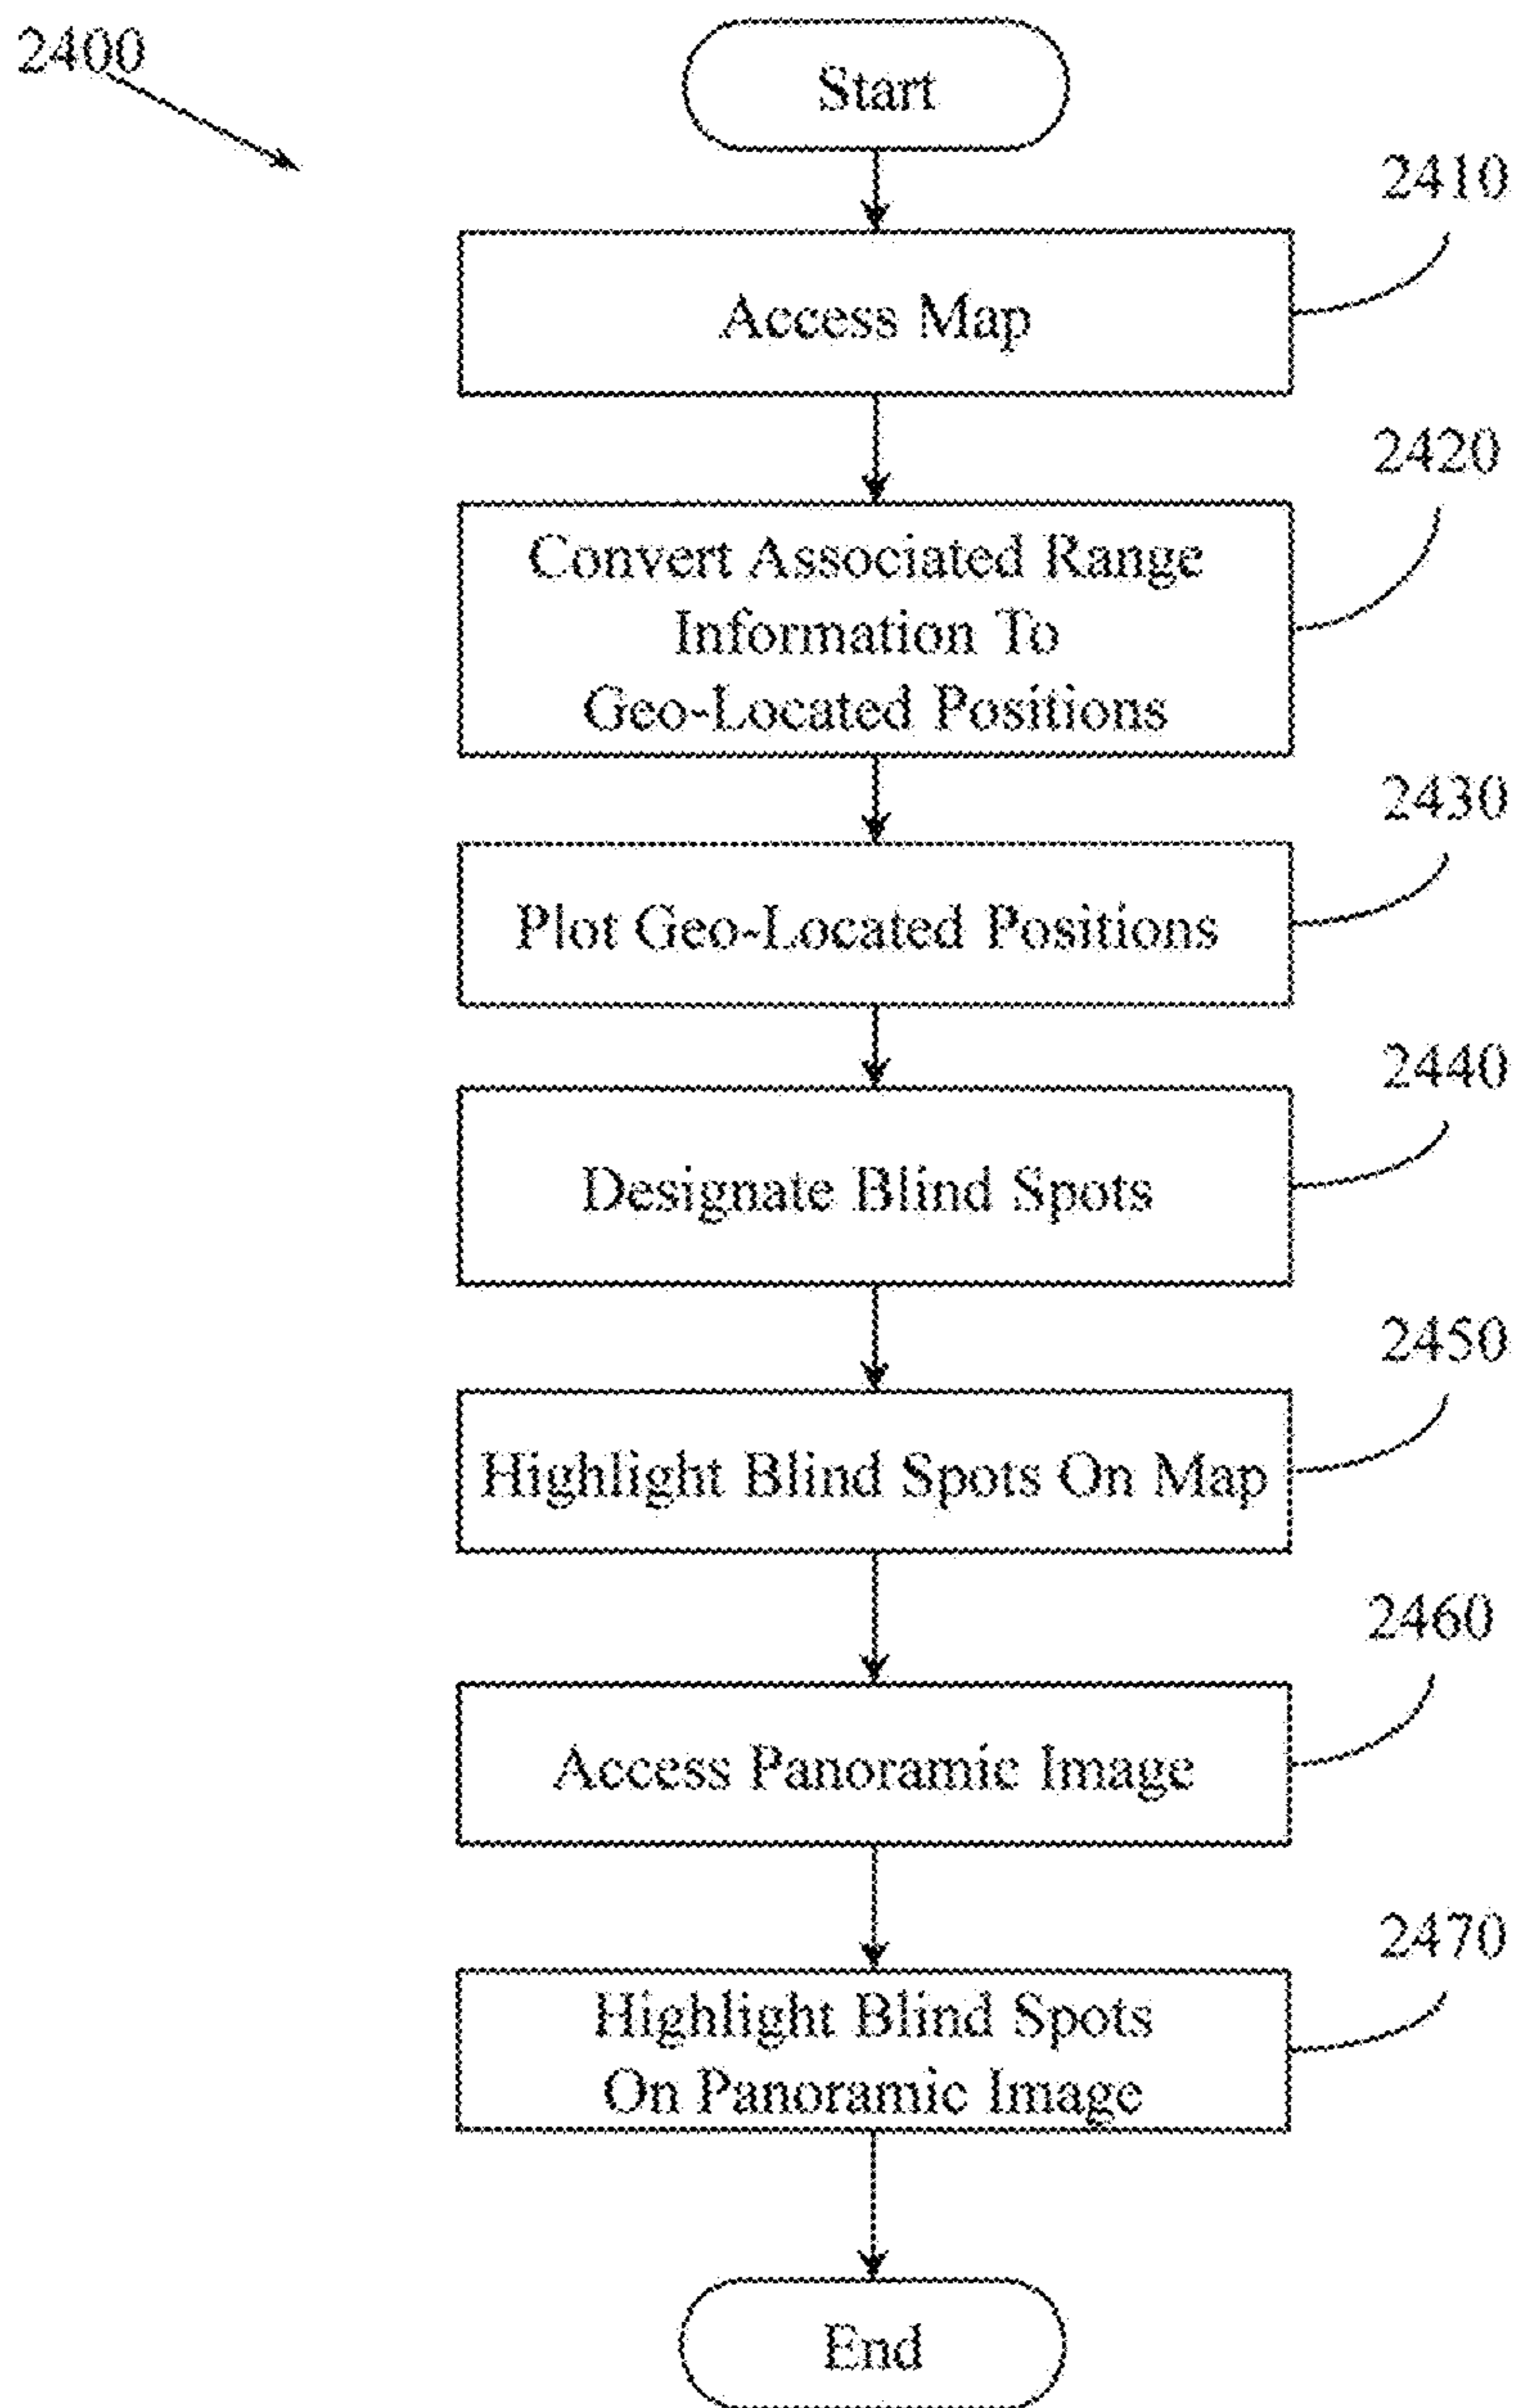 2400
Start
2410
Access Map
2420
Convert Associated Range
Information To
Geo-Located Positions
2430
Plot Geo-Located Positions
2440
Designate Blind Spots
2450
Highlight Blind Spots On Map
2460
Access Panoramic Image
2470
Highlight Blind Spots
On Panoramic Image
End